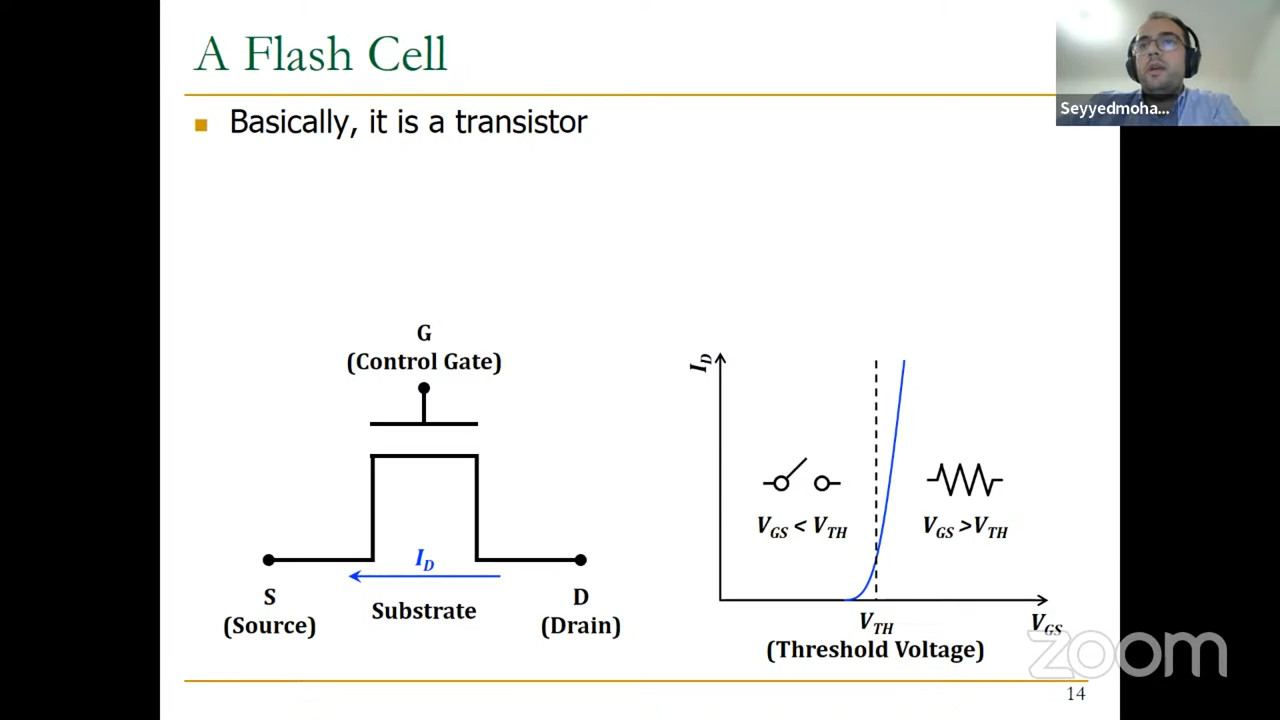 A Flash Cell
Seyyedmoha...
Basically, it is a transistor
G
(Control Gate)
I_D
S
(Source)
Substrate
D
(Drain)
I_D
V_GS < V_TH
V_GS >V_TH
V_TH
(Threshold Voltage)
V_GS
zoom
14